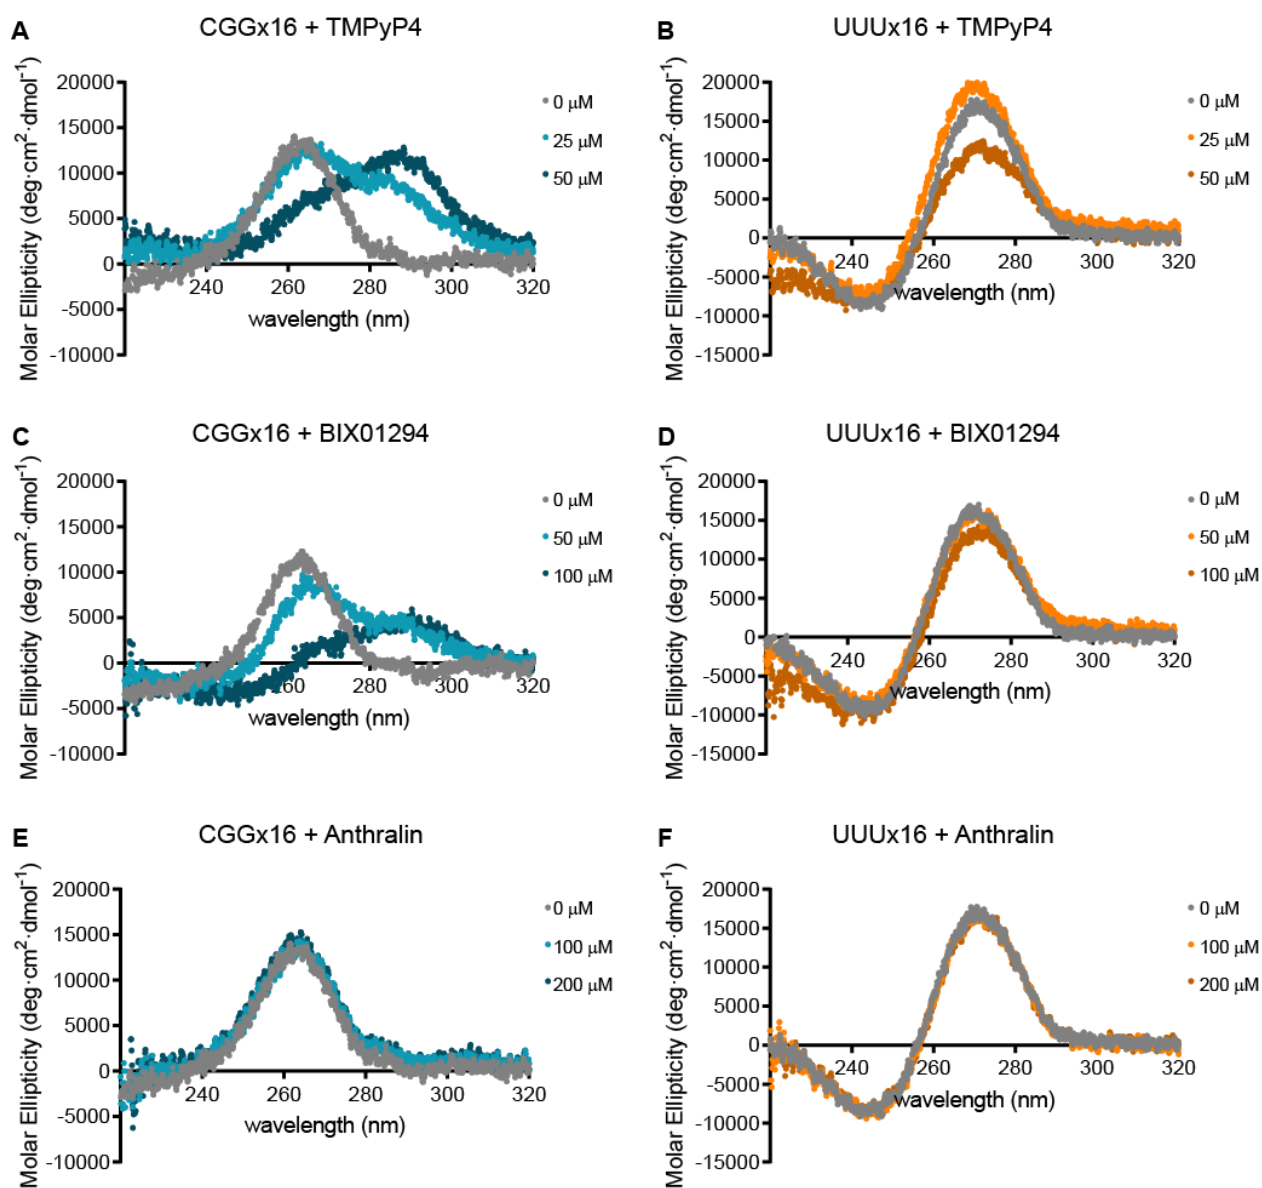 A
CGGx16 + TMPyP4
Molar Ellipticity (deg·cm²·dmol⁻¹)
20000
15000
10000
5000
0
-5000
-10000
240
260
280
300
320
wavelength (nm)
0 μM
25 μM
50 μM
B
UUUx16 + TMPyP4
Molar Ellipticity (deg·cm²·dmol⁻¹)
20000
15000
10000
5000
0
-5000
-10000
-15000
240
260
280
300
320
wavelength (nm)
0 μM
25 μM
50 μM
C
CGGx16 + BIX01294
Molar Ellipticity (deg·cm²·dmol⁻¹)
20000
15000
10000
5000
0
-5000
-10000
240
260
280
300
320
wavelength (nm)
0 μM
50 μM
100 μM
D
UUUx16 + BIX01294
Molar Ellipticity (deg·cm²·dmol⁻¹)
20000
15000
10000
5000
0
-5000
-10000
-15000
240
260
280
300
320
wavelength (nm)
0 μM
50 μM
100 μM
E
CGGx16 + Anthralin
Molar Ellipticity (deg·cm²·dmol⁻¹)
20000
15000
10000
5000
0
-5000
-10000
240
260
280
300
320
wavelength (nm)
0 μM
100 μM
200 μM
F
UUUx16 + Anthralin
Molar Ellipticity (deg·cm²·dmol⁻¹)
20000
15000
10000
5000
0
-5000
-10000
-15000
240
260
280
300
320
wavelength (nm)
0 μM
100 μM
200 μM